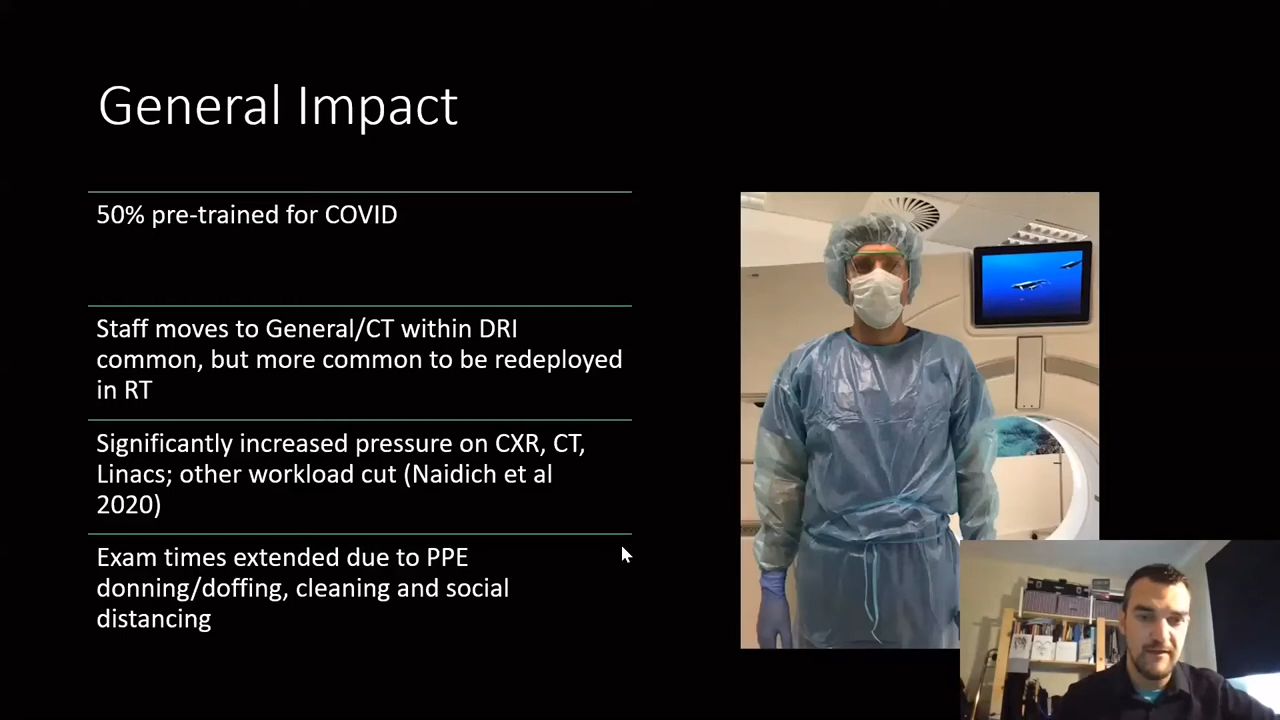 General Impact
50% pre-trained for COVID
Staff moves to General/CT within DRI
common, but more common to be redeployed
in RT
Significantly increased pressure on CXR, CT,
Linacs; other workload cut (Naidich et al
2020)
Exam times extended due to PPE
donning/doffing, cleaning and social
distancing